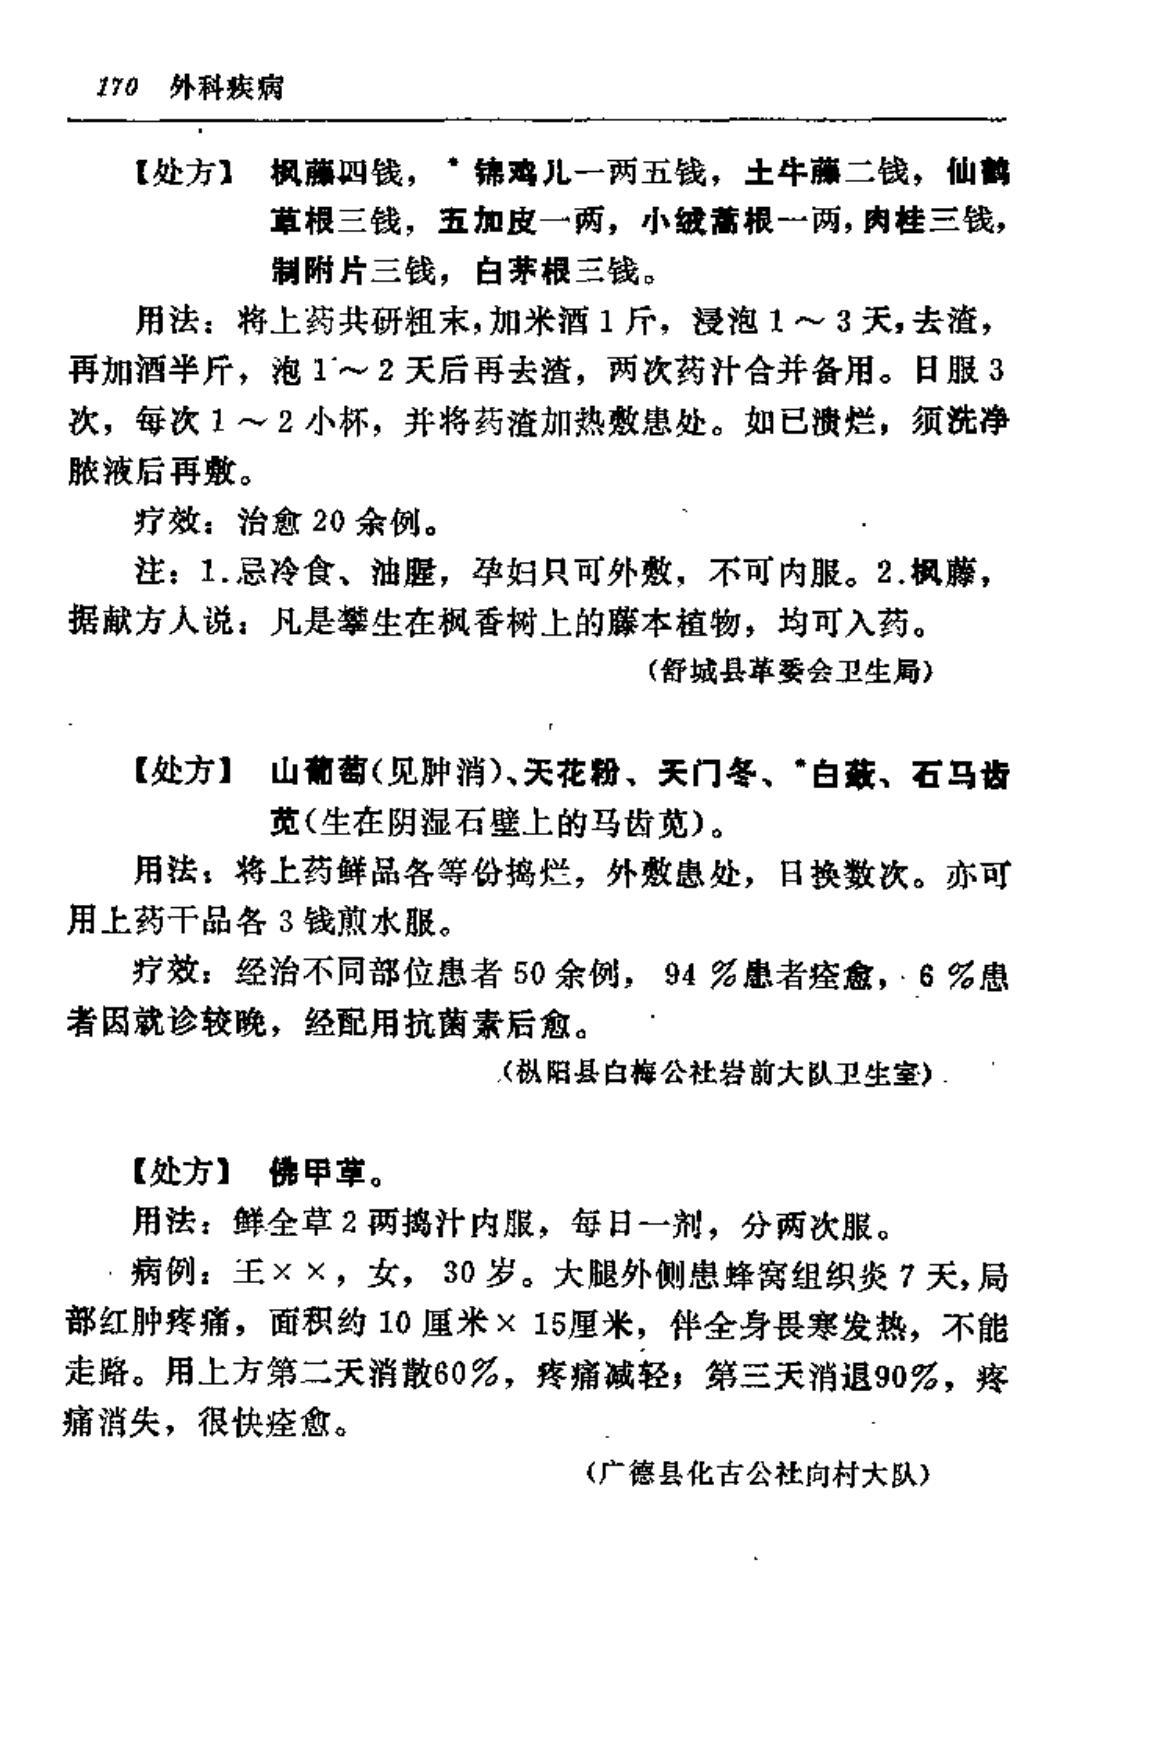 170 外科疾病
【处方】 枫藤四钱，*锦鸡儿一两五钱，土牛藤二钱，仙鹤
草根三钱，五加皮一两，小绒蒿根一两，肉桂三钱，
制附片三钱，白茅根三钱。
用法：将上药共研粗末，加米酒1斤，浸泡1～3天，去渣，
再加酒半斤，泡1～2天后再去渣，两次药汁合并备用。日服3
次，每次1～2小杯，并将药渣加热敷患处。如已溃烂，须洗净
脓液后再敷。
疗效：治愈20余例。
注：1.忌冷食、油腥，孕妇只可外敷，不可内服。2.枫藤，
据献方人说：凡是攀生在枫香树上的藤本植物，均可入药。
（舒城县革委会卫生局）
【处方】 山葡萄（见肿消）、天花粉、天门冬、*白蔹、石马齿
苋（生在阴湿石壁上的马齿苋）。
用法：将上药鲜品各等份捣烂，外敷患处，日换数次。亦可
用上药干品各3钱煎水服。
疗效：经治不同部位患者50余例，94％患者痊愈，6％患
者因就诊较晚，经配用抗菌素后愈。
（枞阳县白梅公社岩前大队卫生室）
【处方】 佛甲草。
用法：鲜全草2两捣汁内服，每日一剂，分两次服。
病例：王××，女，30岁。大腿外侧患蜂窝组织炎7天，局
部红肿疼痛，面积约10厘米×15厘米，伴全身畏寒发热，不能
走路。用上方第二天消散60％，疼痛减轻；第三天消退90％，疼
痛消失，很快痊愈。
（广德县化古公社向村大队）